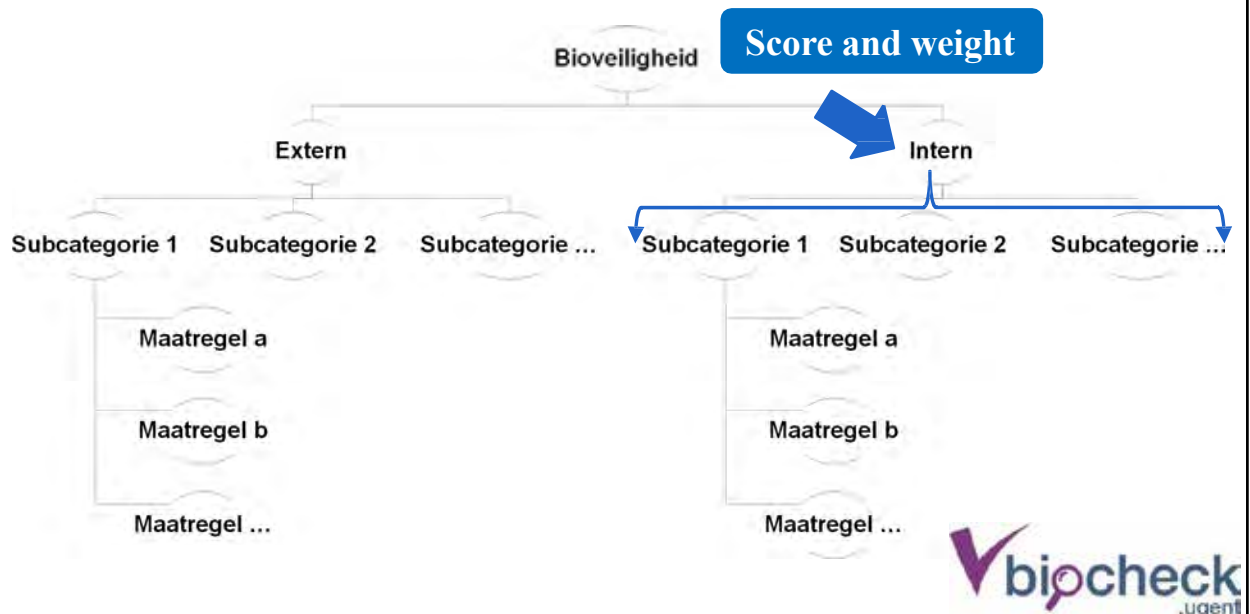 Score and weight
Bioveiligheid
Extern
Intern
Subcategorie 1
Subcategorie 2
Subcategorie ...
Subcategorie 1
Subcategorie 2
Subcategorie ...
Maatregel a
Maatregel a
Maatregel b
Maatregel b
Maatregel ...
Maatregel ...
biocheck
.ugent